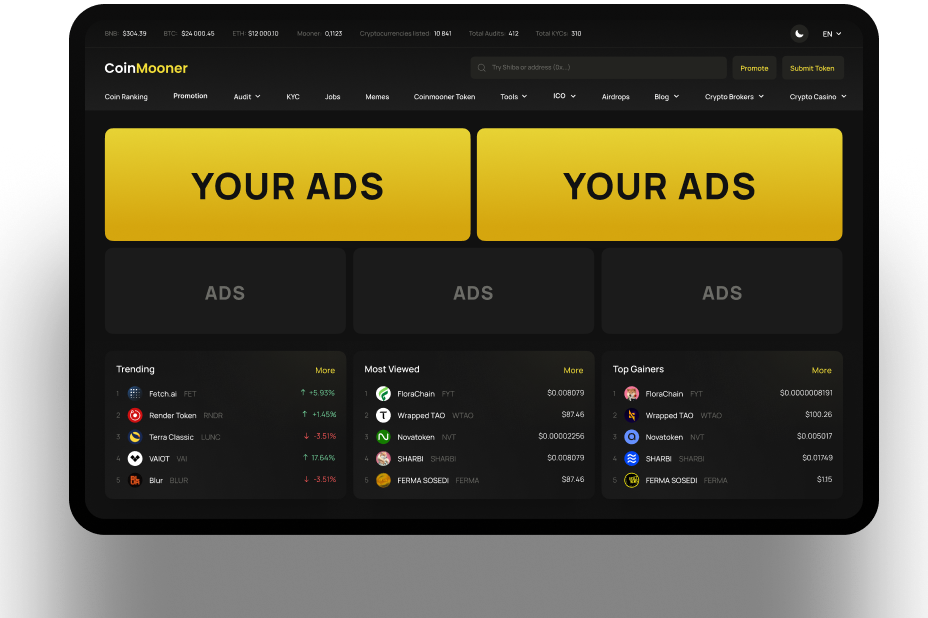 BNB: $304.39 BTC: $24 000.45 ETH: $12 000.10 Mooner: 0,1123 Cryptocurrencies listed: 10 841 Total Audits: 412 Total KYCs: 310 EN
CoinMooner Try Shiba or address (0x...) Promote Submit Token
Coin Ranking Promotion Audit KYC Jobs Memes Coinmooner Token Tools ICO Airdrops Blog Crypto Brokers Crypto Casino
YOUR ADS YOUR ADS
ADS ADS ADS
Trending More Most Viewed More Top Gainers More
1 Fetch.ai FET ↑ +5.93% 1 FloraChain FYT $0.008079 1 FloraChain FYT $0.0000008191
2 Render Token RNDR ↑ +1.45% 2 Wrapped TAO WTAO $87.46 2 Wrapped TAO WTAO $100.26
3 Terra Classic LUNC ↓ -3.51% 3 Novatoken NVT $0.00002256 3 Novatoken NVT $0.005017
4 VAIOT VAI ↑ 17.64% 4 SHARBI SHARBI $0.008079 4 SHARBI SHARBI $0.01749
5 Blur BLUR ↓ -3.51% 5 FERMA SOSEDI FERMA $87.46 5 FERMA SOSEDI FERMA $1.15